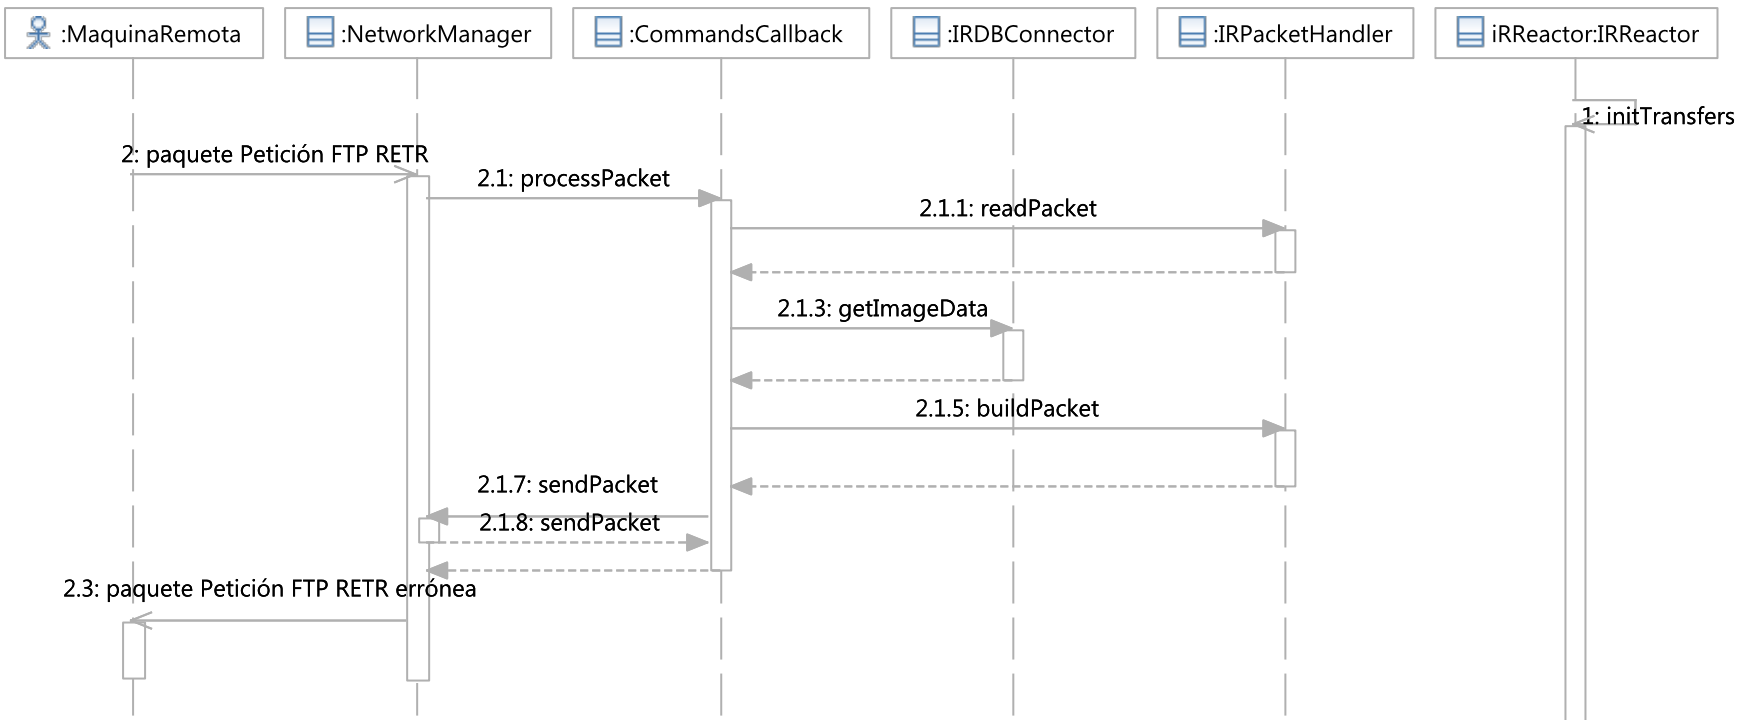 :MaquinaRemota
:NetworkManager
:CommandsCallback
:IRDBConnector
:IRPacketHandler
iRReactor:IRReactor
1: initTransfers
2: paquete Petición FTP RETR
2.1: processPacket
2.1.1: readPacket
2.1.3: getImageData
2.1.5: buildPacket
2.1.7: sendPacket
2.1.8: sendPacket
2.3: paquete Petición FTP RETR errónea